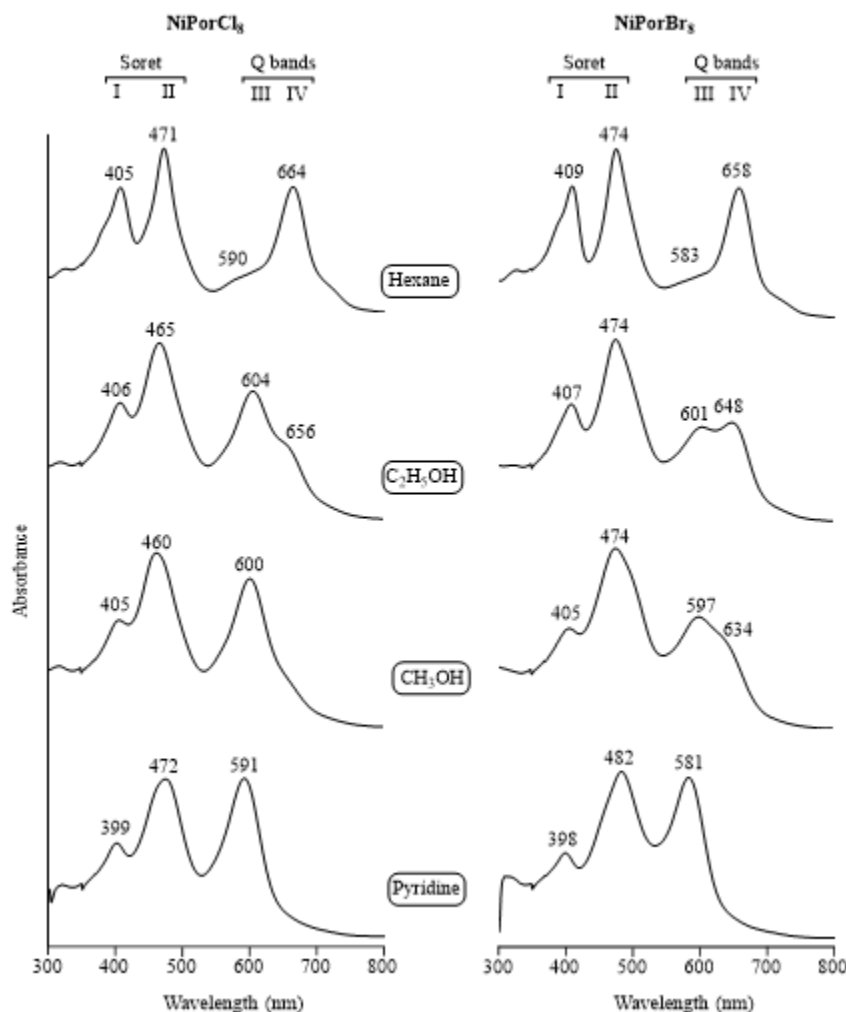 NiPorCl₈
Soret
Q bands
I II III IV
471
405
664
590
465
406
604
656
460
405
600
472
399
591
Absorbance
300 400 500 600 700 800
Wavelength (nm)
Hexane
C₂H₅OH
CH₃OH
Pyridine
NiPorBr₈
Soret
Q bands
I II III IV
474
409
658
583
474
407
601
648
474
405
597
634
482
398
581
300 400 500 600 700 800
Wavelength (nm)